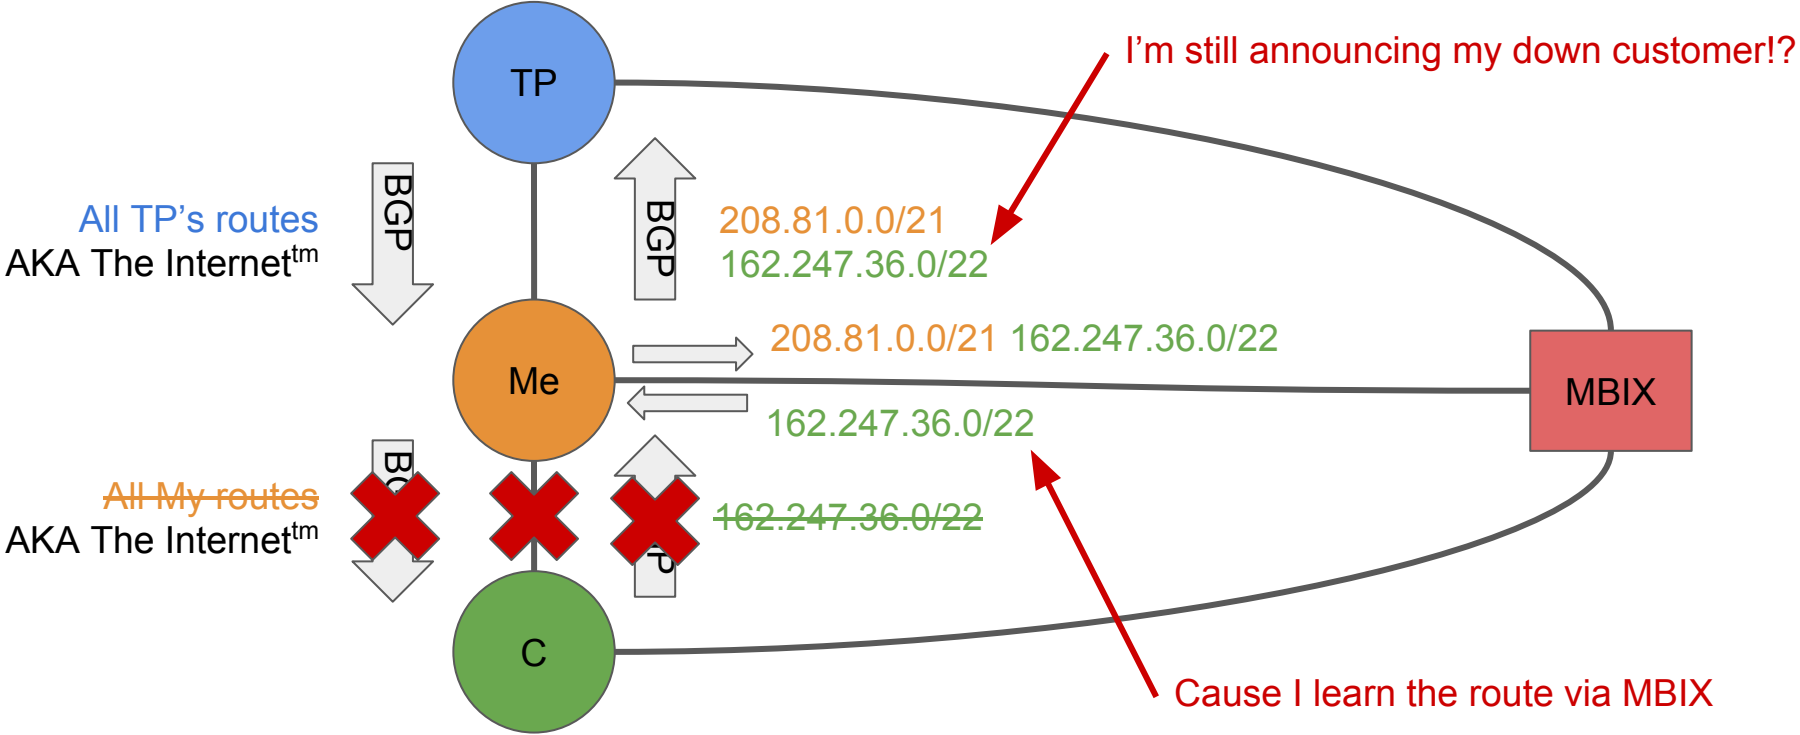 TP
I'm still announcing my down customer!?
BGP
BGP
All TP's routes
AKA The Internet™
208.81.0.0/21
162.247.36.0/22
Me
208.81.0.0/21 162.247.36.0/22
MBIX
162.247.36.0/22
All My routes
AKA The Internet™
162.247.36.0/22
C
Cause I learn the route via MBIX